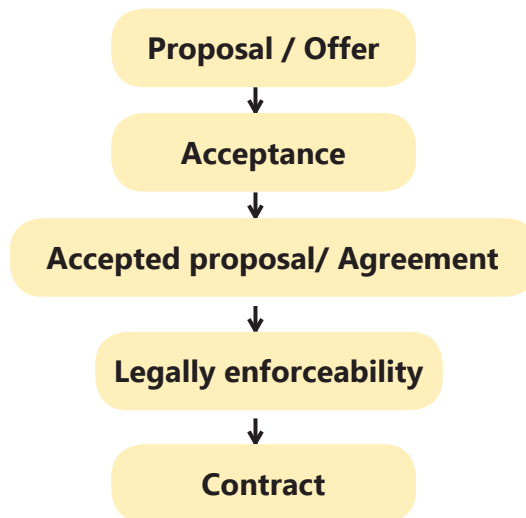 Proposal / Offer
Acceptance
Accepted proposal/ Agreement
Legally enforceability
Contract